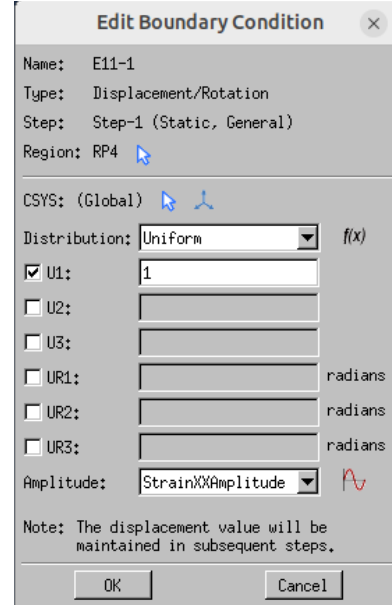 Edit Boundary Condition
Name: E11-1
Type: Displacement/Rotation
Step: Step-1 (Static, General)
Region: RP4
CSYS: (Global)
Distribution: Uniform f(x)
U1: 1
U2:
U3:
UR1: radians
UR2: radians
UR3: radians
Amplitude: StrainXXAmplitude
Note: The displacement value will be
maintained in subsequent steps.
OK Cancel